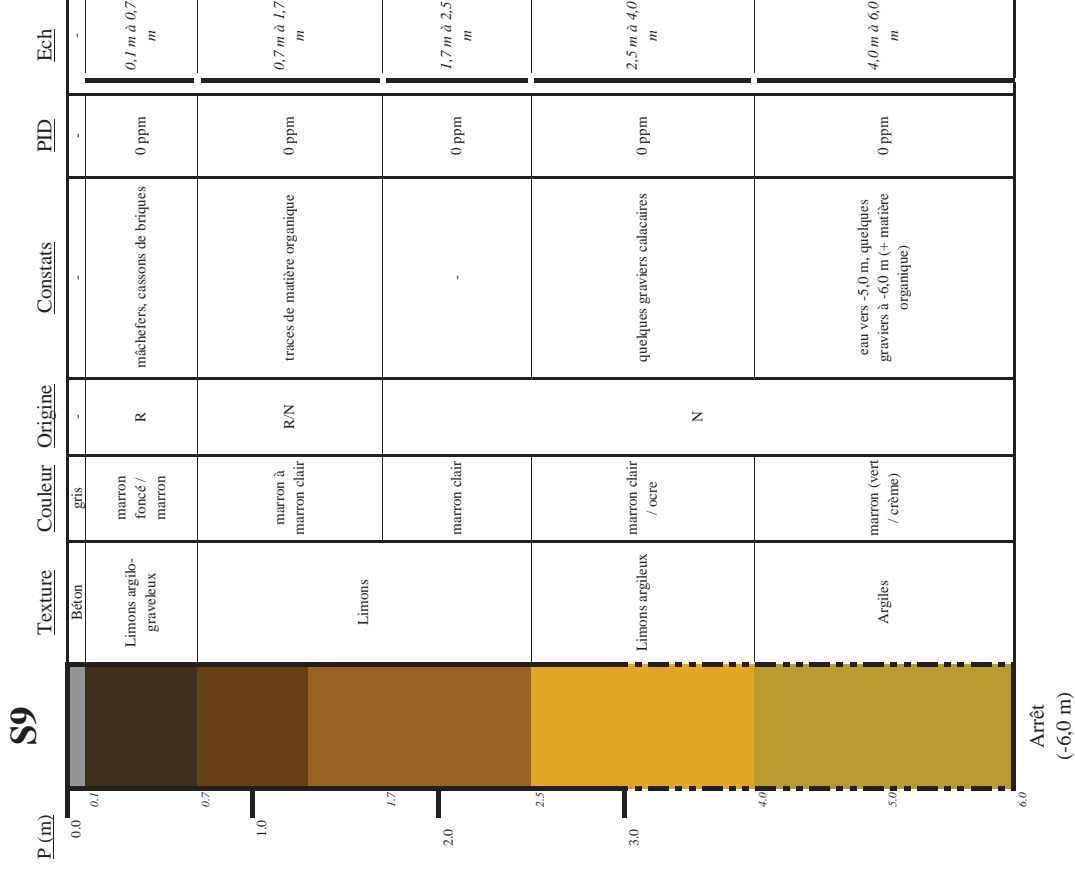 S9
P (m)
Texture
Couleur
Origine
Constats
PID
Ech
0.0
Béton
gris
-
-
-
-
0.1
Limons argilo-
graveleux
marron
foncé /
marron
R
mâchefers, cassons de briques
0 ppm
0,1 m à 0,7
m
0.7
1.0
Limons
marron à
marron clair
R/N
traces de matière organique
0 ppm
0,7 m à 1,7
m
1.7
2.0
marron clair
N
-
0 ppm
1,7 m à 2,5
m
2.5
3.0
Limons argileux
marron clair
/ ocre
quelques graviers calacaires
0 ppm
2,5 m à 4,0
m
4.0
5.0
Argiles
marron (vert
/ crème)
eau vers -5,0 m, quelques
graviers à -6,0 m (+ matière
organique)
0 ppm
4,0 m à 6,0
m
6.0
Arrêt
(-6,0 m)